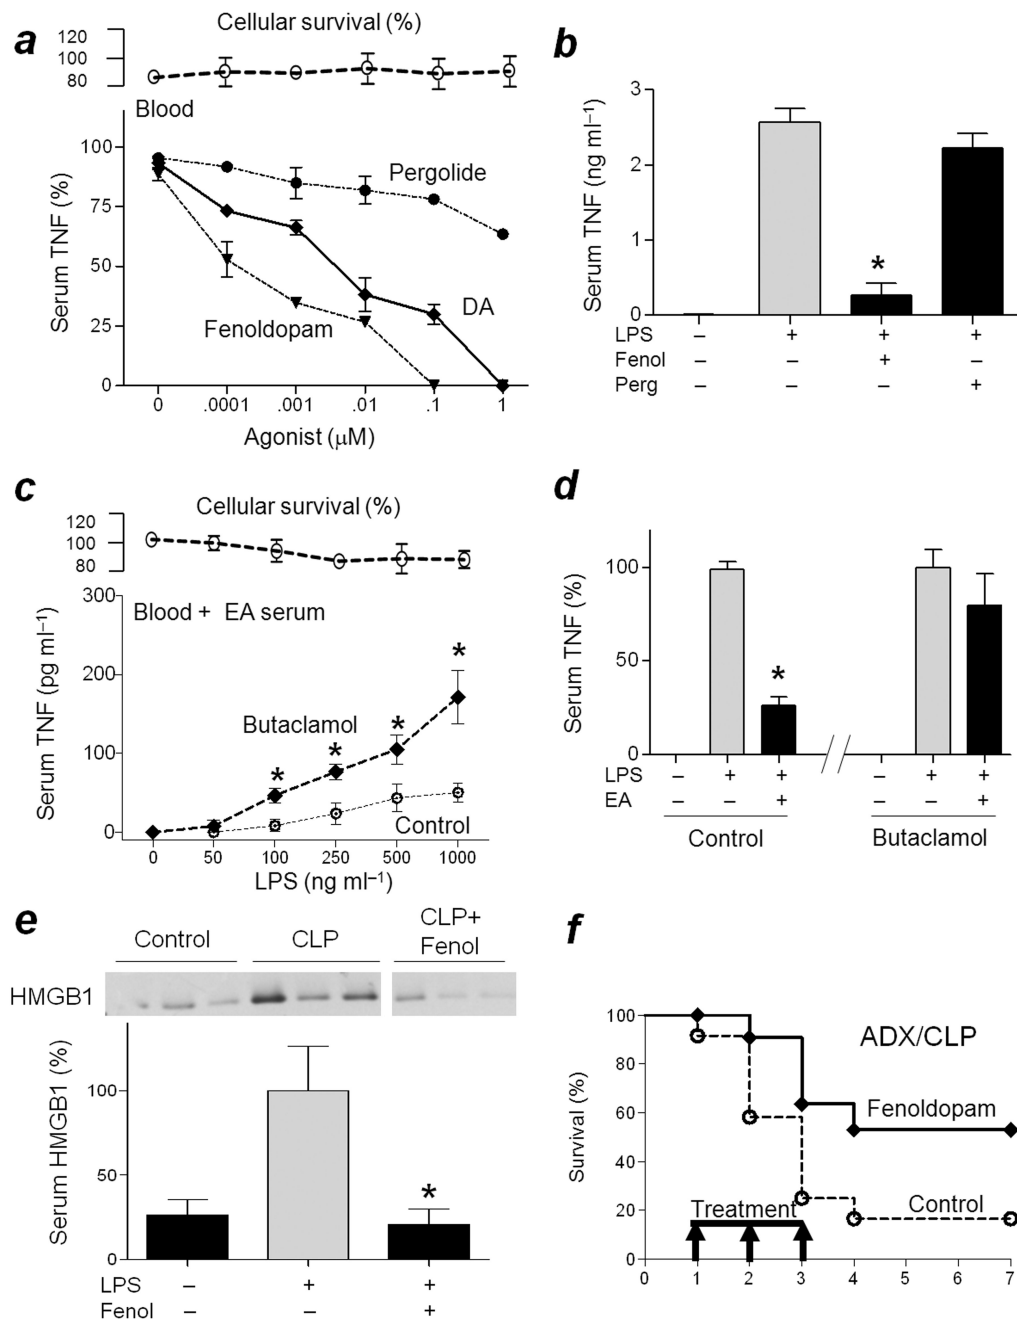 a
Cellular survival (%)
120
100
80
Blood
Serum TNF (%)
100
75
50
25
0
Pergolide
DA
Fenoldopam
0 .0001 .001 .01 .1 1
Agonist (μM)
b
Serum TNF (ng ml–1)
3
2
1
0
LPS – + + +
Fenol – – + –
Perg – – – +
c
Cellular survival (%)
120
100
80
Blood + EA serum
Serum TNF (pg ml–1)
300
200
100
0
Butaclamol
* * * *
Control
0 50 100 250 500 1000
LPS (ng ml–1)
d
Serum TNF (%)
100
50
0
*
LPS – + + – + +
EA – – + – – +
Control Butaclamol
e
Control CLP CLP+
Fenol
HMGB1
Serum HMGB1 (%)
100
50
0
*
LPS – + +
Fenol – – +
f
Survival (%)
100
80
60
40
20
0
ADX/CLP
Fenoldopam
Control
Treatment
0 1 2 3 4 5 6 7